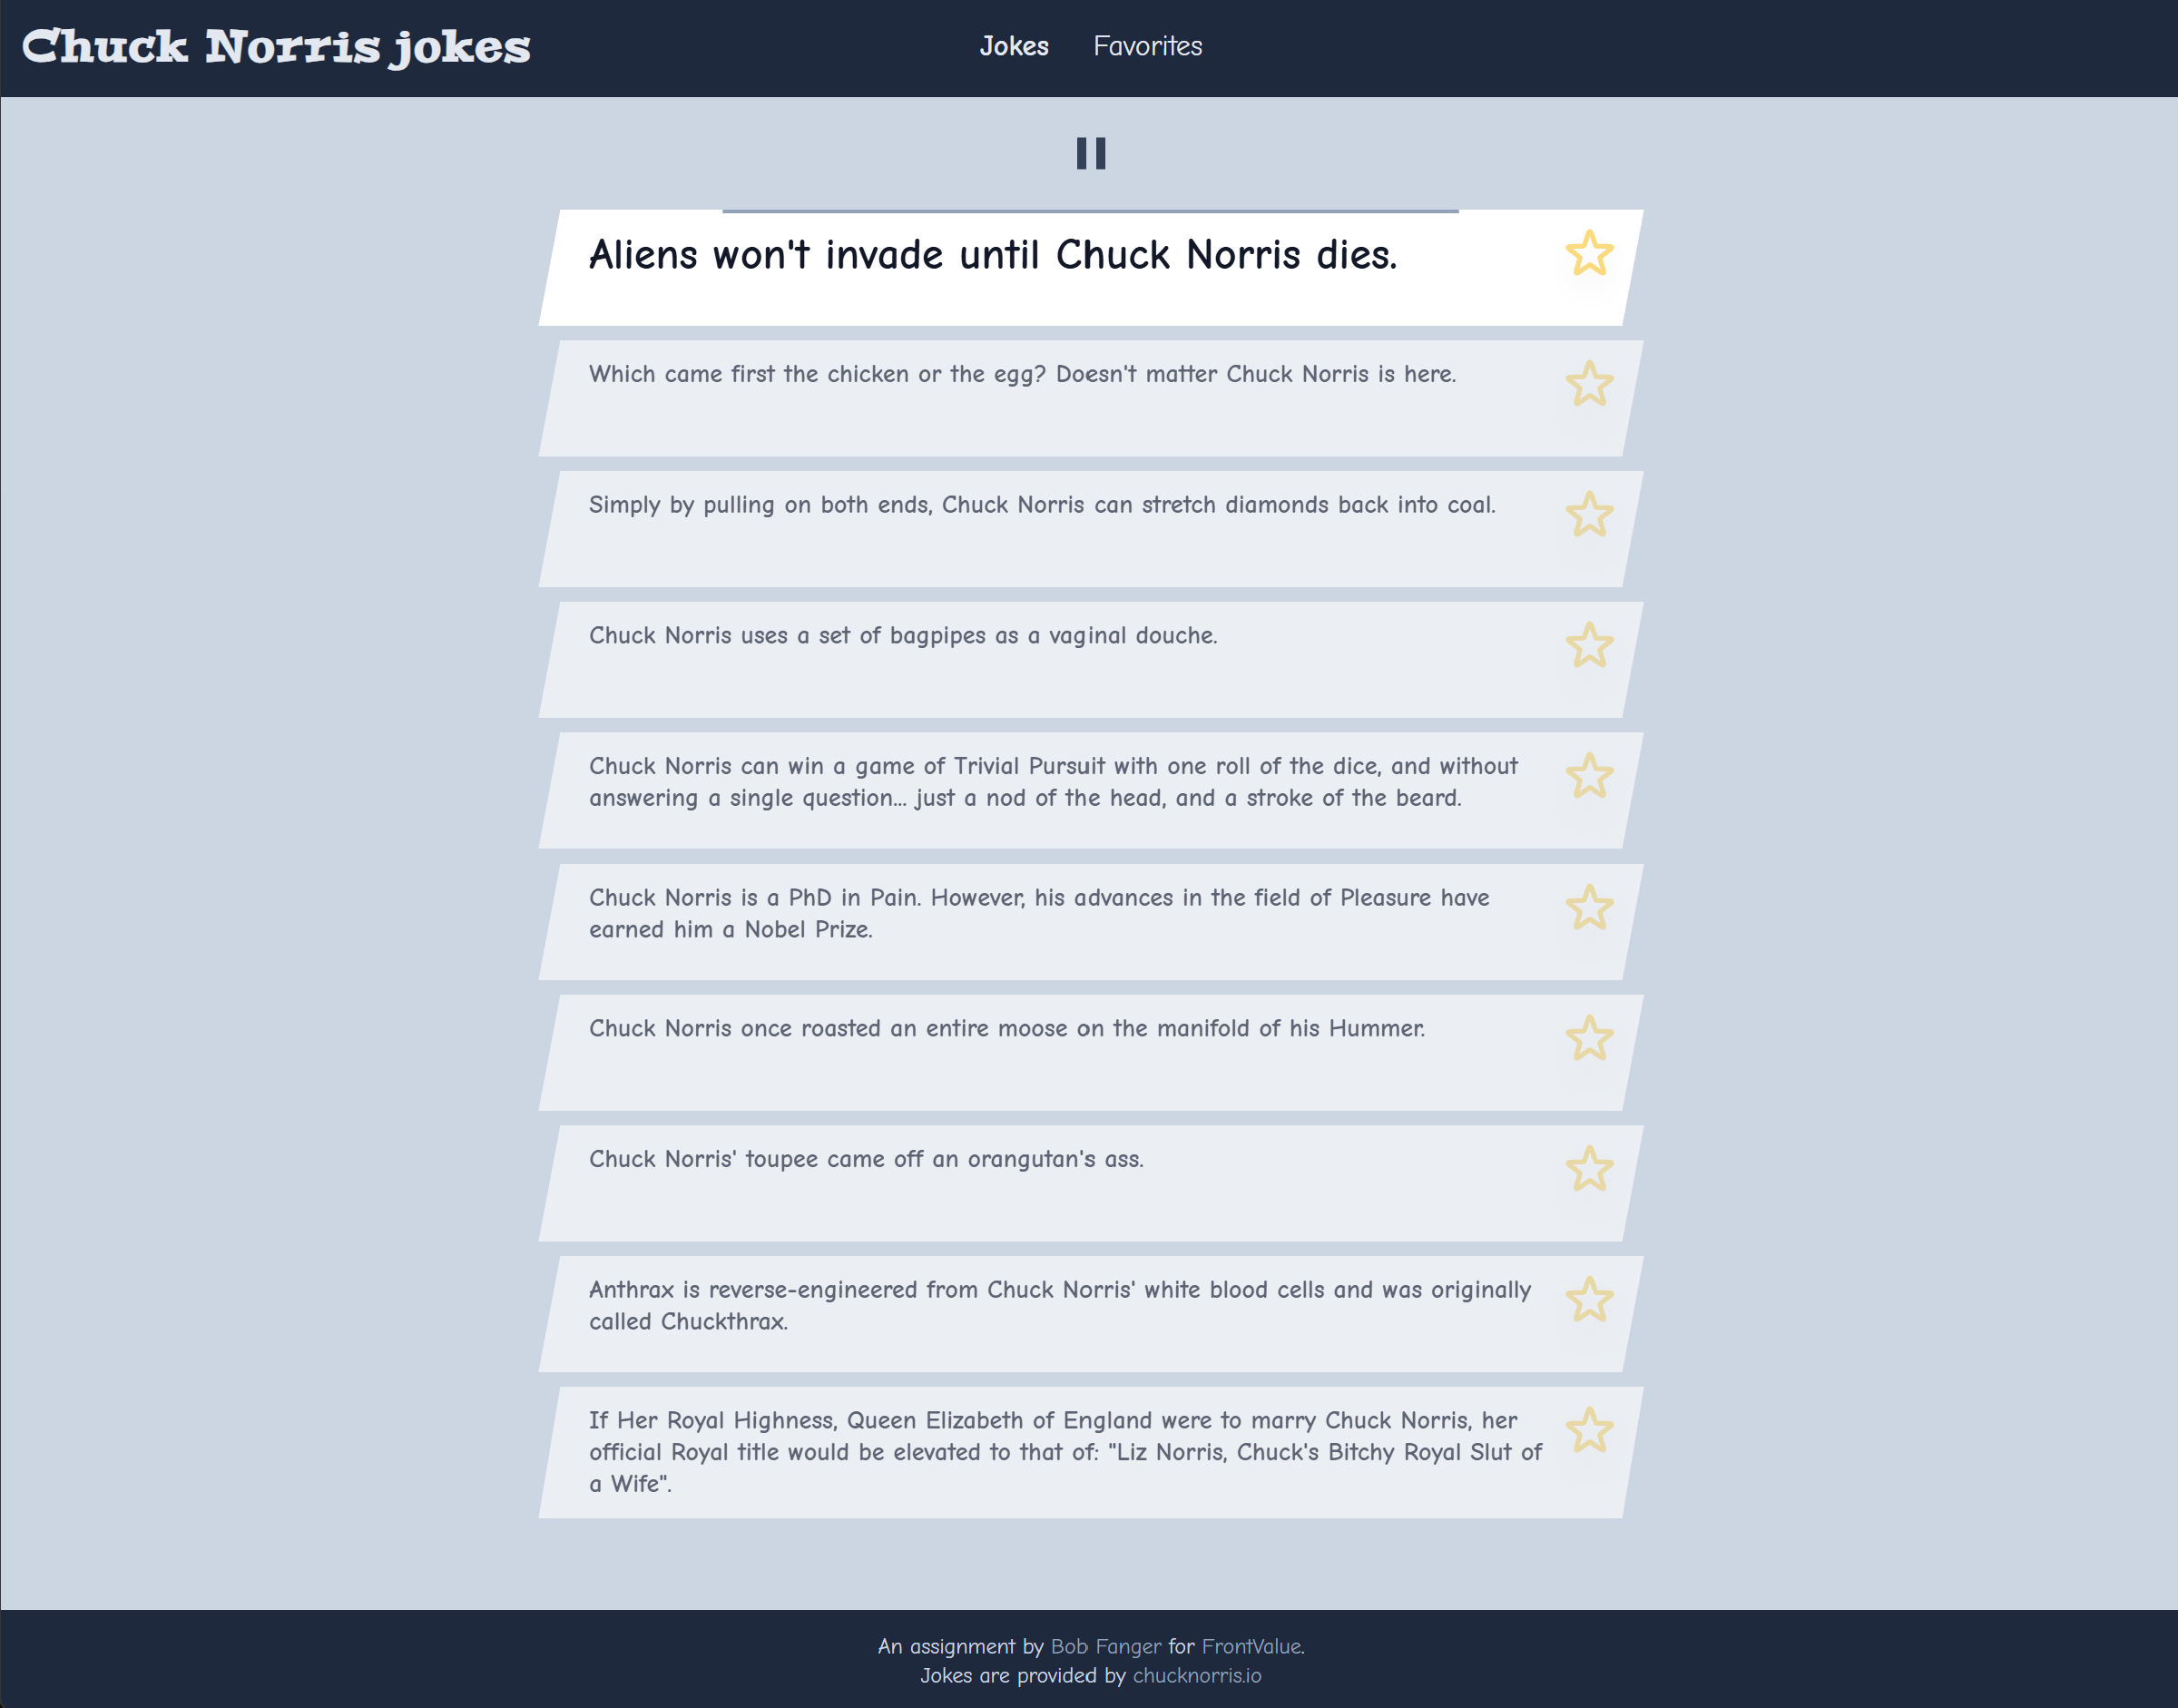 Chuck Norris jokes
Jokes
Favorites
Aliens won't invade until Chuck Norris dies.
Which came first the chicken or the egg? Doesn't matter Chuck Norris is here.
Simply by pulling on both ends, Chuck Norris can stretch diamonds back into coal.
Chuck Norris uses a set of bagpipes as a vaginal douche.
Chuck Norris can win a game of Trivial Pursuit with one roll of the dice, and without
answering a single question... just a nod of the head, and a stroke of the beard.
Chuck Norris is a PhD in Pain. However, his advances in the field of Pleasure have
earned him a Nobel Prize.
Chuck Norris once roasted an entire moose on the manifold of his Hummer.
Chuck Norris' toupee came off an orangutan's ass.
Anthrax is reverse-engineered from Chuck Norris' white blood cells and was originally
called Chuckthrax.
If Her Royal Highness, Queen Elizabeth of England were to marry Chuck Norris, her
official Royal title would be elevated to that of: "Liz Norris, Chuck's Bitchy Royal Slut of
a Wife".
An assignment by Bob Fanger for FrontValue.
Jokes are provided by chucknorris.io